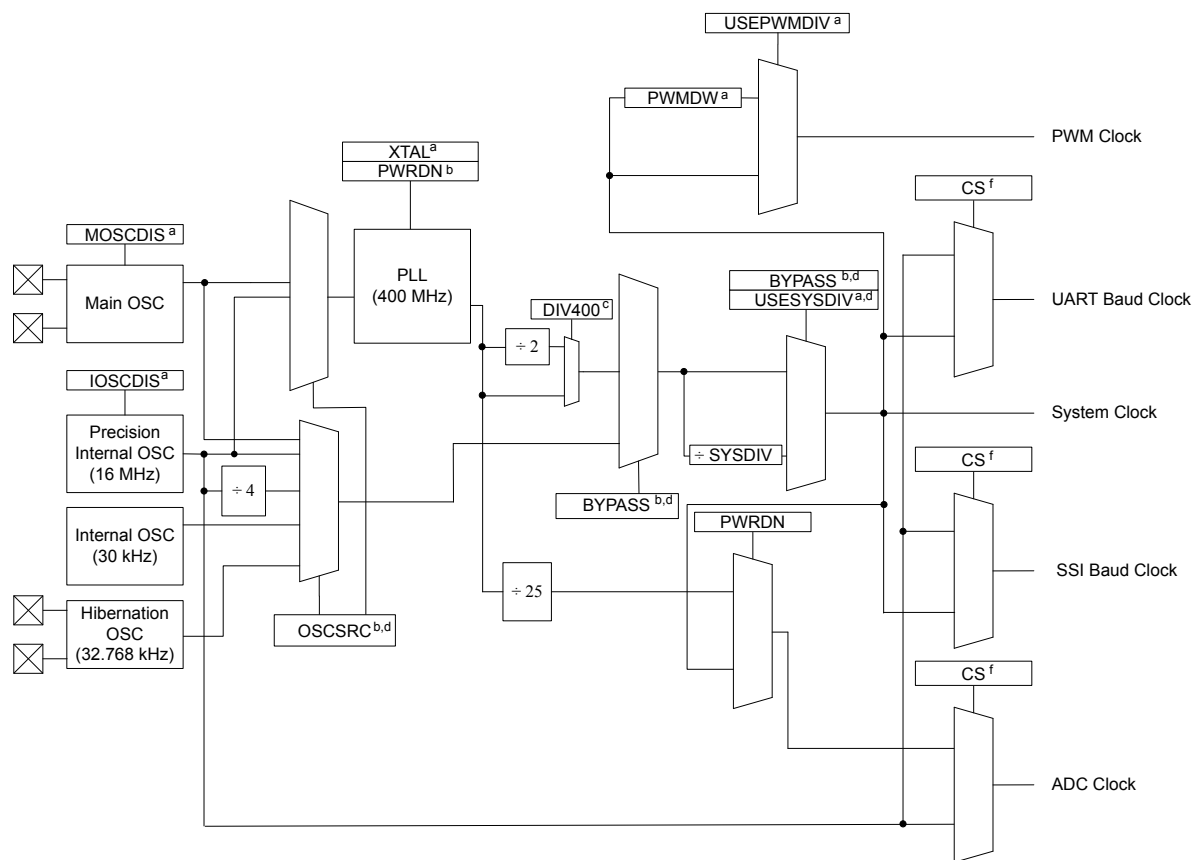 USEPWMDIV a
PWMDW a
PWM Clock
XTAL a
PWRDN b
CS f
MOSCDIS a
Main OSC
PLL
(400 MHz)
BYPASS b,d
USESYSDIV a,d
UART Baud Clock
DIV400 c
÷ 2
IOSCDIS a
Precision
Internal OSC
(16 MHz)
System Clock
÷ SYSDIV
CS f
÷ 4
BYPASS b,d
Internal OSC
(30 kHz)
PWRDN
SSI Baud Clock
÷ 25
Hibernation
OSC
(32.768 kHz)
OSCSRC b,d
CS f
ADC Clock